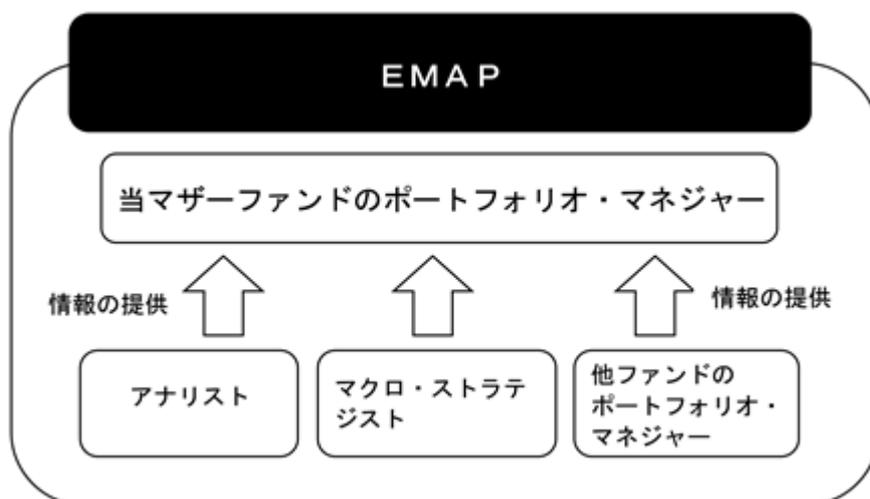 EMAP
当マザーファンドのポートフォリオ・マネジャー
情報の提供
情報の提供
アナリスト
マクロ・ストラテ
ジスト
他ファンドの
ポートフォリオ・
マネジャー